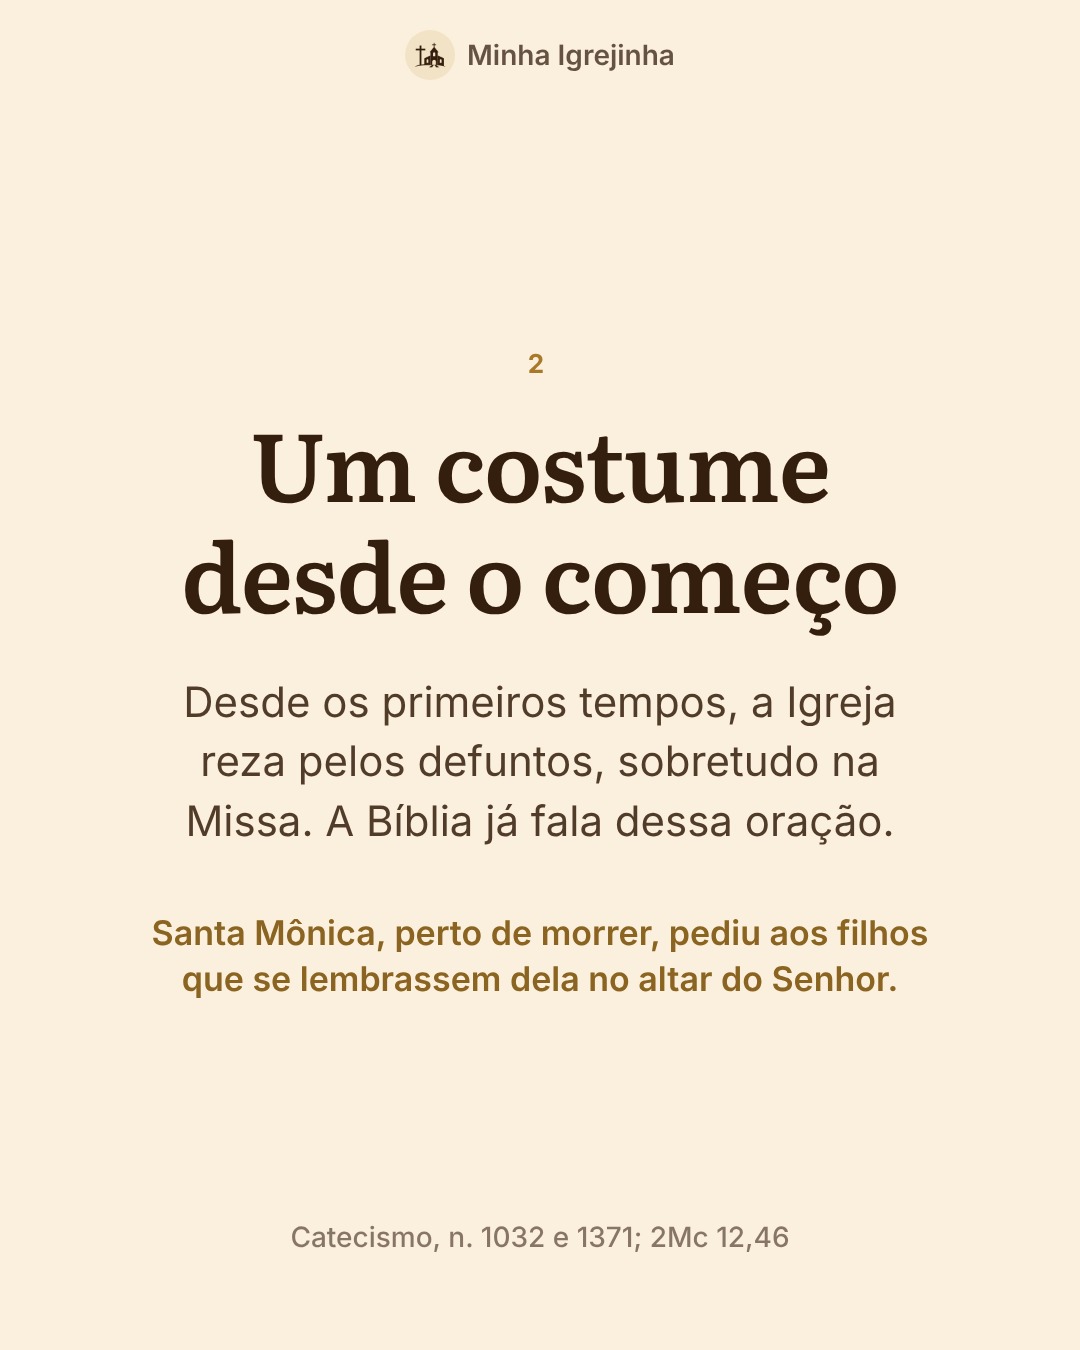 Minha Igrejinha
2
Um costume
desde o começo
Desde os primeiros tempos, a Igreja
reza pelos defuntos, sobretudo na
Missa. A Bíblia já fala dessa oração.
Santa Mônica, perto de morrer, pediu aos filhos
que se lembrassem dela no altar do Senhor.
Catecismo, n. 1032 e 1371; 2Mc 12,46